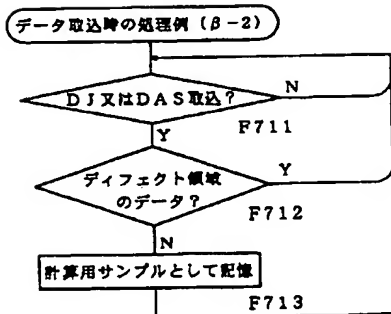 データ取込時の処理例（β－2）
DJ又はDAS取込？
N
F711
Y
ディフェクト領域
のデータ？
Y
F712
N
計算用サンプルとして記憶
F713